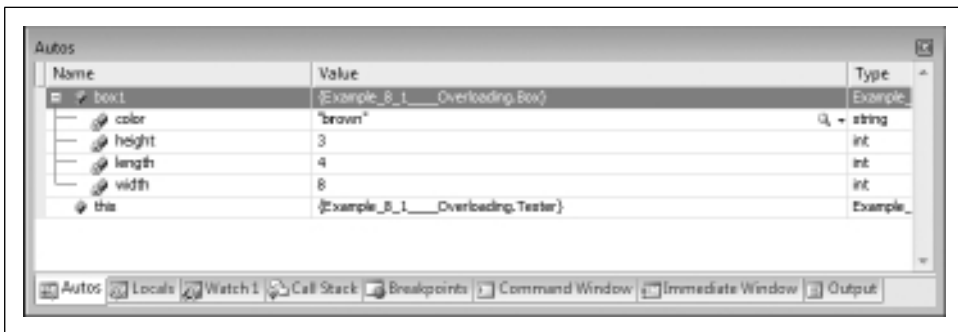 Autos
Name Value Type
box1 {Example_8_1____Overloading.Box} Example_
color "brown" string
height 3 int
length 4 int
width 8 int
this {Example_8_1____Overloading.Tester} Example_
Autos Locals Watch 1 Call Stack Breakpoints Command Window Immediate Window Output